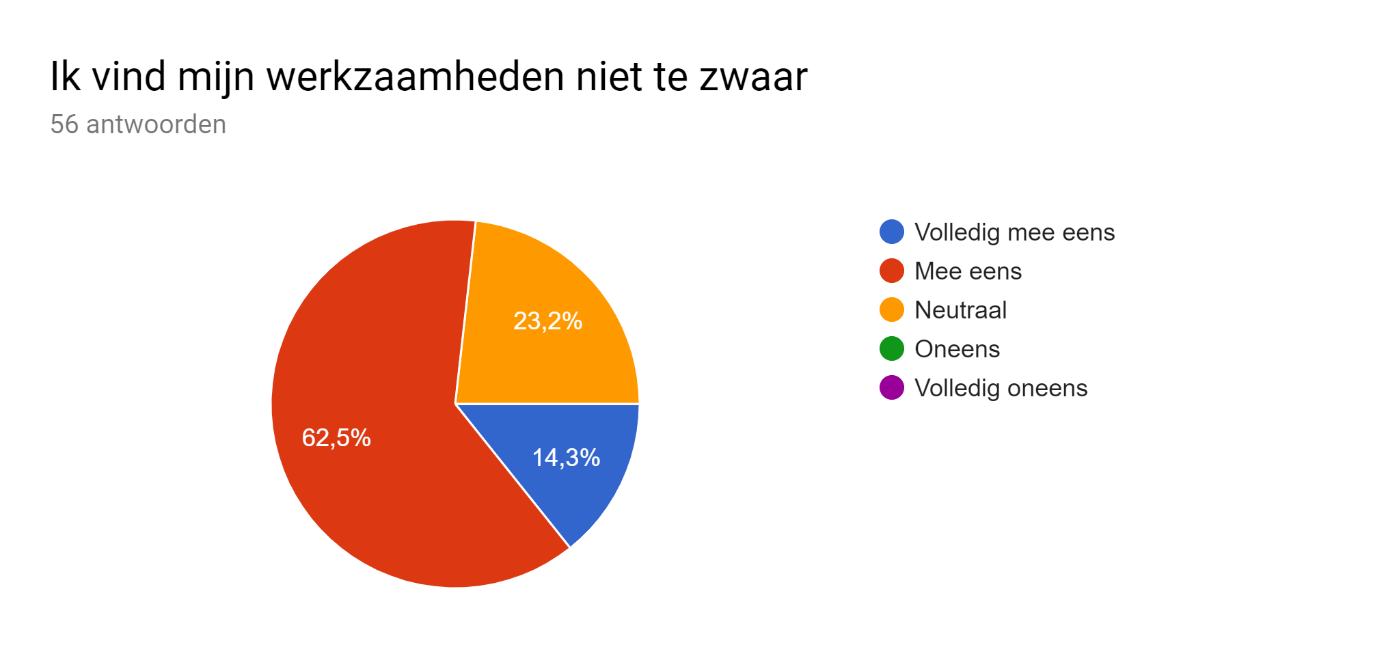 Ik vind mijn werkzaamheden niet te zwaar
56 antwoorden
23,2%
62,5%
14,3%
Volledig mee eens
Mee eens
Neutraal
Oneens
Volledig oneens